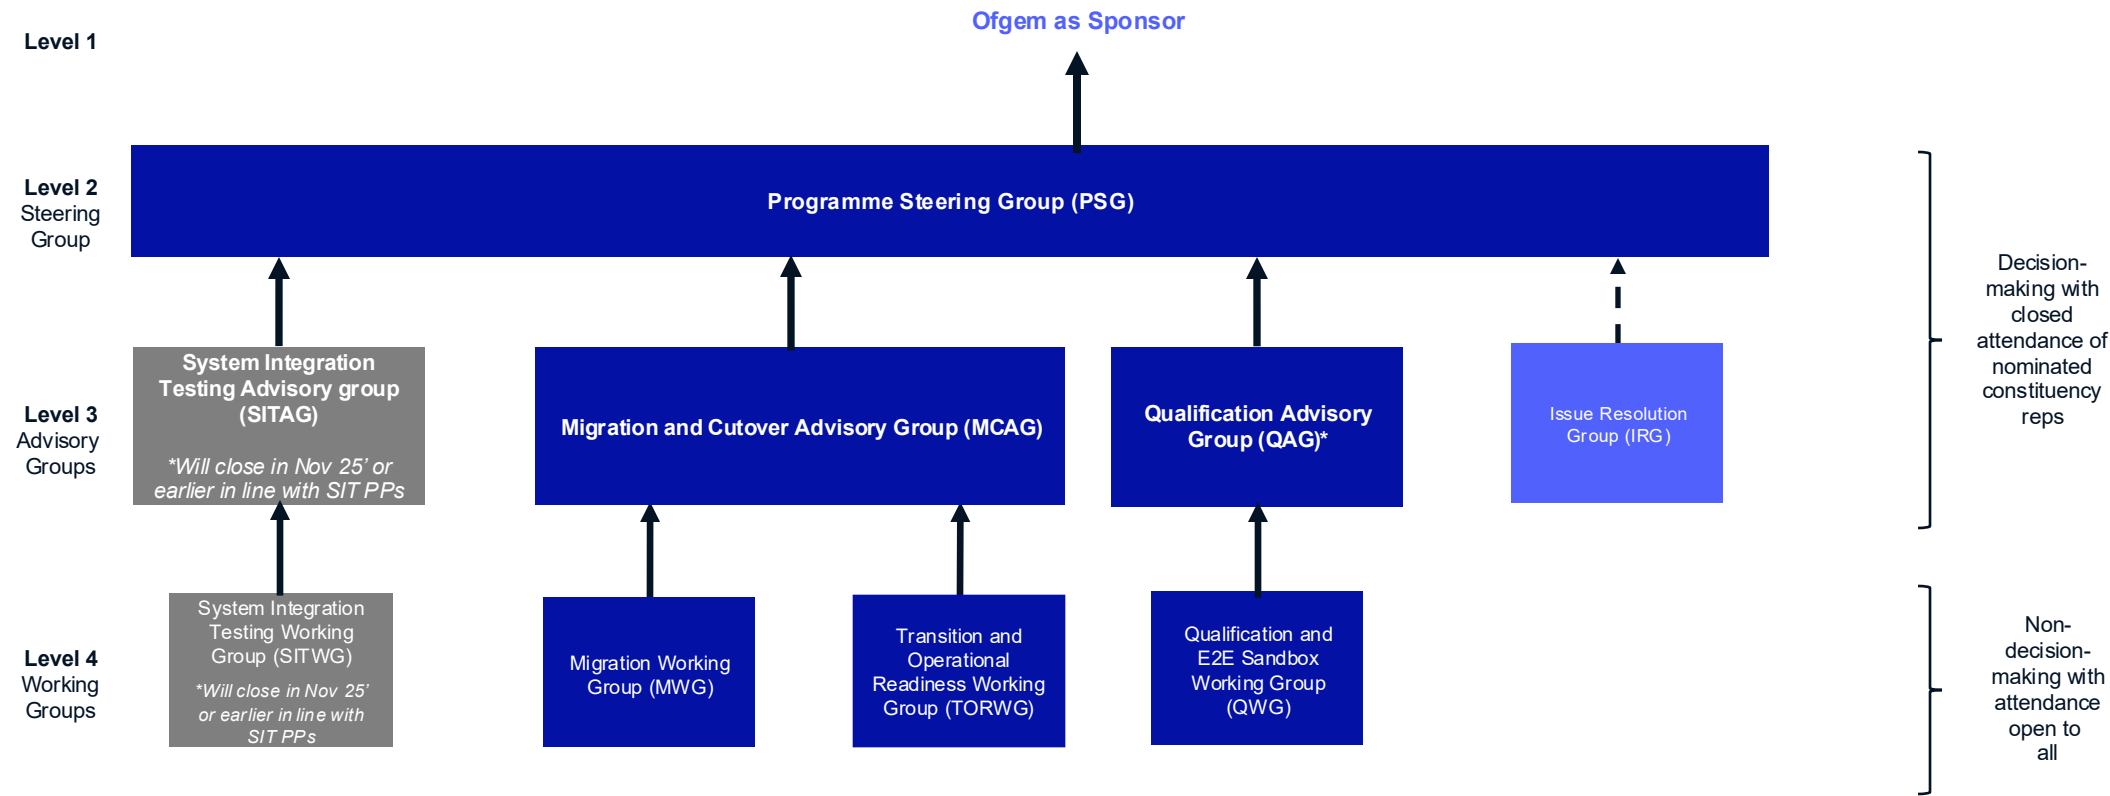 Ofgem as Sponsor
Level 1
Level 2
Steering
Group
Programme Steering Group (PSG)
Level 3
Advisory
Groups
System Integration
Testing Advisory group
(SITAG)
*Will close in Nov 25’ or
earlier in line with SIT PPs
Migration and Cutover Advisory Group (MCAG)
Qualification Advisory
Group (QAG)*
Issue Resolution
Group (IRG)
Decision-
making with
closed
attendance of
nominated
constituency
reps
Level 4
Working
Groups
System Integration
Testing Working
Group (SITWG)
*Will close in Nov 25’
or earlier in line with
SIT PPs
Migration Working
Group (MWG)
Transition and
Operational
Readiness Working
Group (TORWG)
Qualification and
E2E Sandbox
Working Group
(QWG)
Non-
decision-
making with
attendance
open to
all